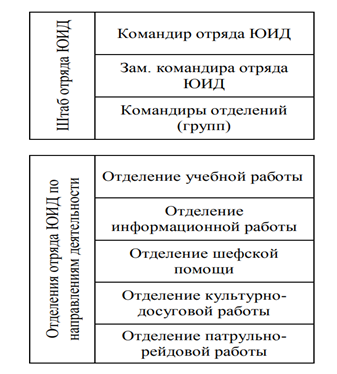 Штаб отряда ЮИД
Командир отряда ЮИД
Зам. командира отряда
ЮИД
Командиры отделений
(групп)
Отделения отряда ЮИД по
направлениям деятельности
Отделение учебной работы
Отделение
информационной работы
Отделение шефской
помощи
Отделение культурно-
досуговой работы
Отделение патрульно-
рейдовой работы